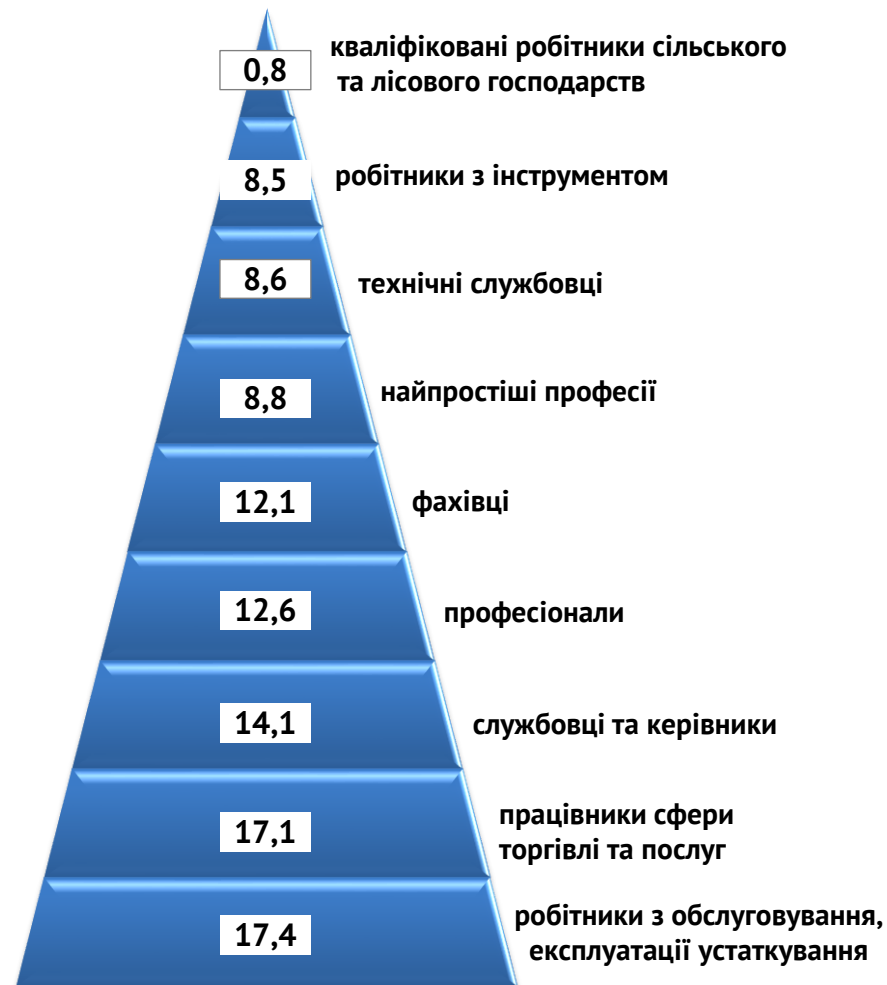 0,8
кваліфіковані робітники сільського
та лісового господарств
8,5
робітники з інструментом
8,6
технічні службовці
8,8
найпростіші професії
12,1
фахівці
12,6
професіонали
14,1
службовці та керівники
17,1
працівники сфери
торгівлі та послуг
17,4
робітники з обслуговування,
експлуатації устаткування